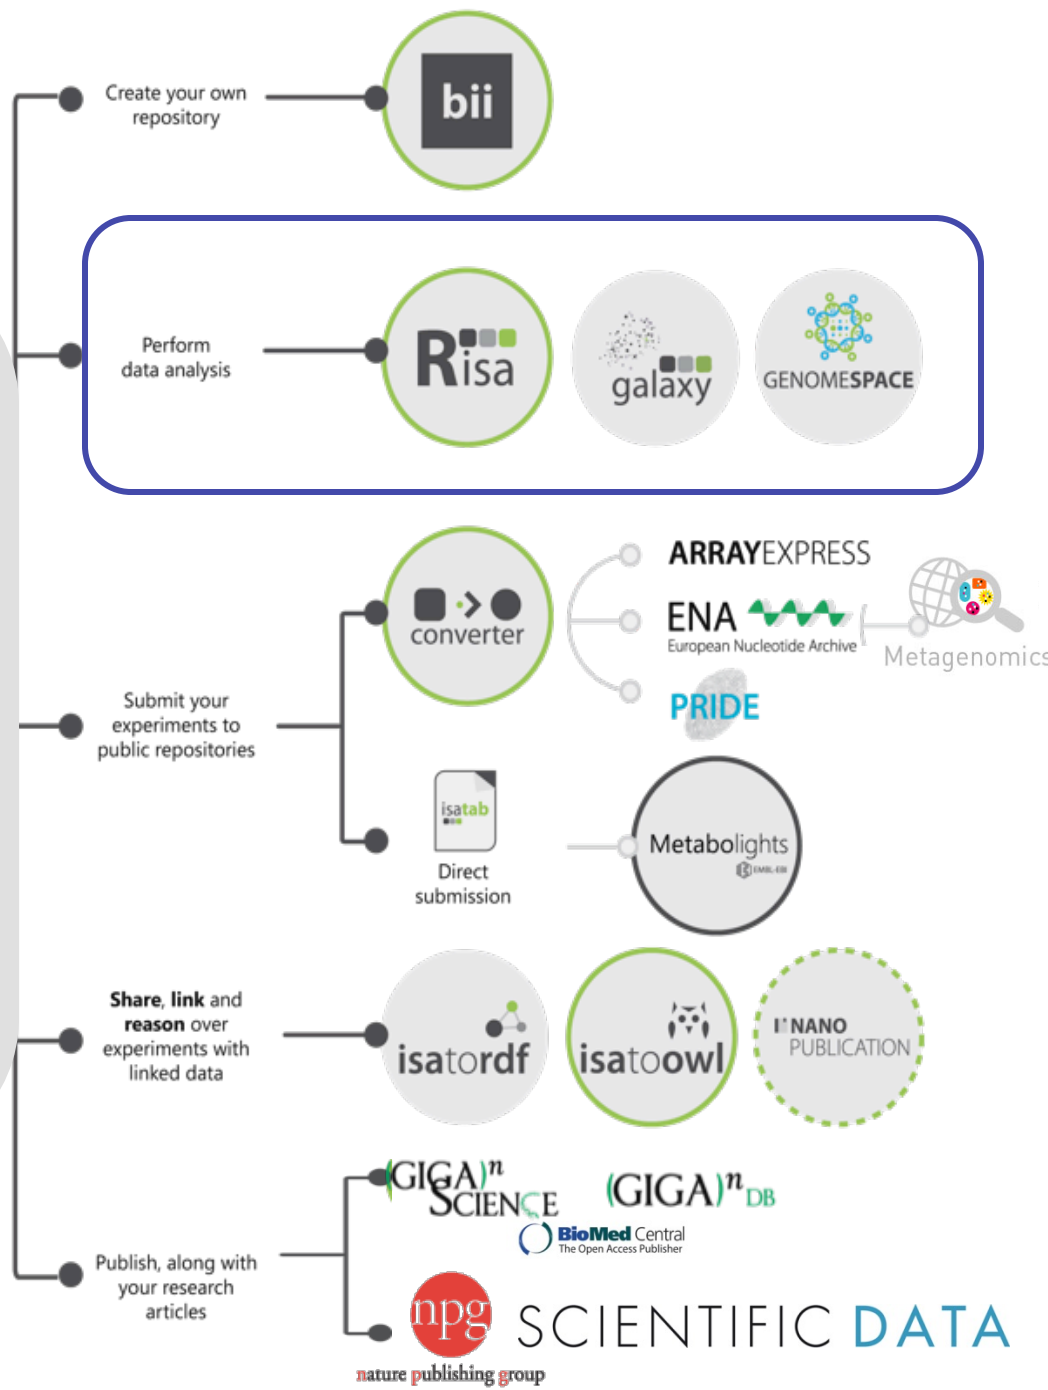 Create your own
repository
bii
Perform
data analysis
Risa
galaxy
GENOMESPACE
Submit your
experiments to
public repositories
converter
ARRAYEXPRESS
ENA
European Nucleotide Archive
Metagenomics
PRIDE
isatab
Direct
submission
Metabolights
EMBL-EBI
Share, link and
reason over
experiments with
linked data
isatordf
isatoowl
NANO
PUBLICATION
Publish, along with
your research
articles
(GIGA)n
SCIENCE
(GIGA)n DB
BioMed Central
The Open Access Publisher
npg
nature publishing group
SCIENTIFIC DATA